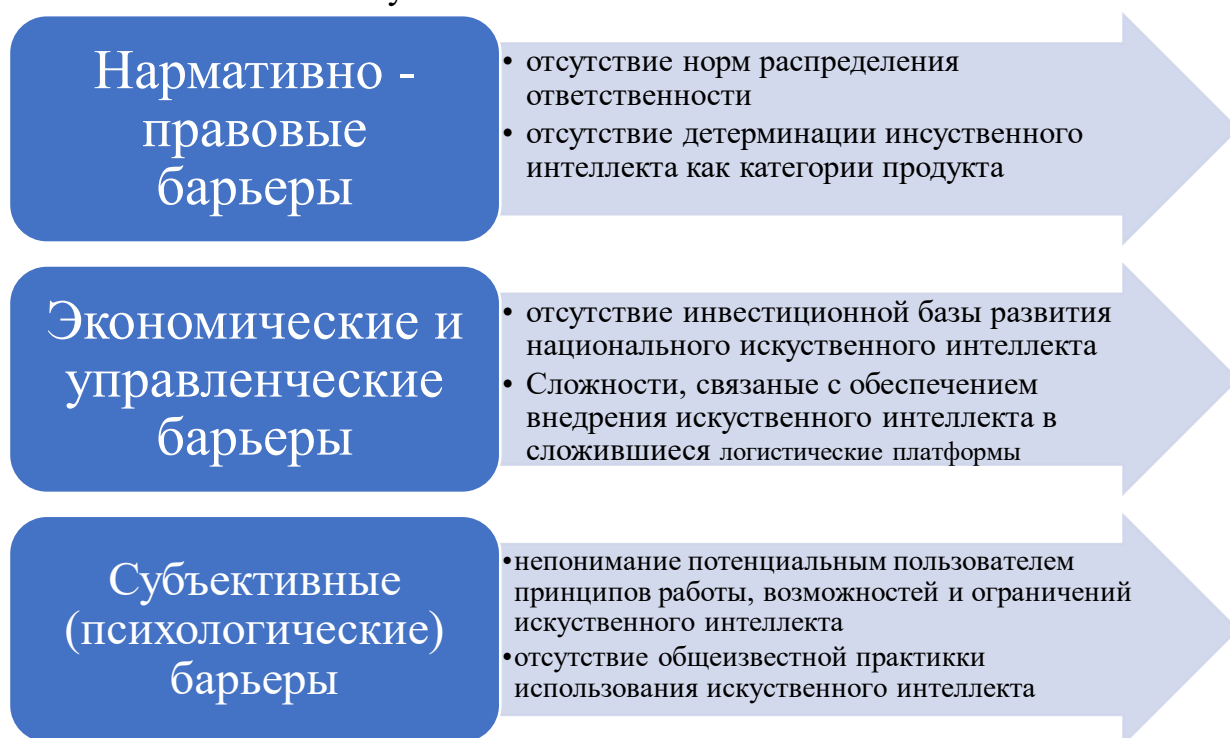 Нармативно -
правовые
барьеры
• отсутствие норм распределения
ответственности
• отсутствие детерминации инсуственного
интеллекта как категории продукта
Экономические и
управленческие
барьеры
• отсутствие инвестиционной базы развития
национального искуственного интеллекта
• Сложности, связаные с обеспечением
внедрения искуственного интеллекта в
сложившиеся логистические платформы
Субъективные
(психологические)
барьеры
•непонимание потенциальным пользователем
принципов работы, возможностей и ограничений
искуственного интеллекта
•отсутствие общеизвестной практикки
использования искуственного интеллекта